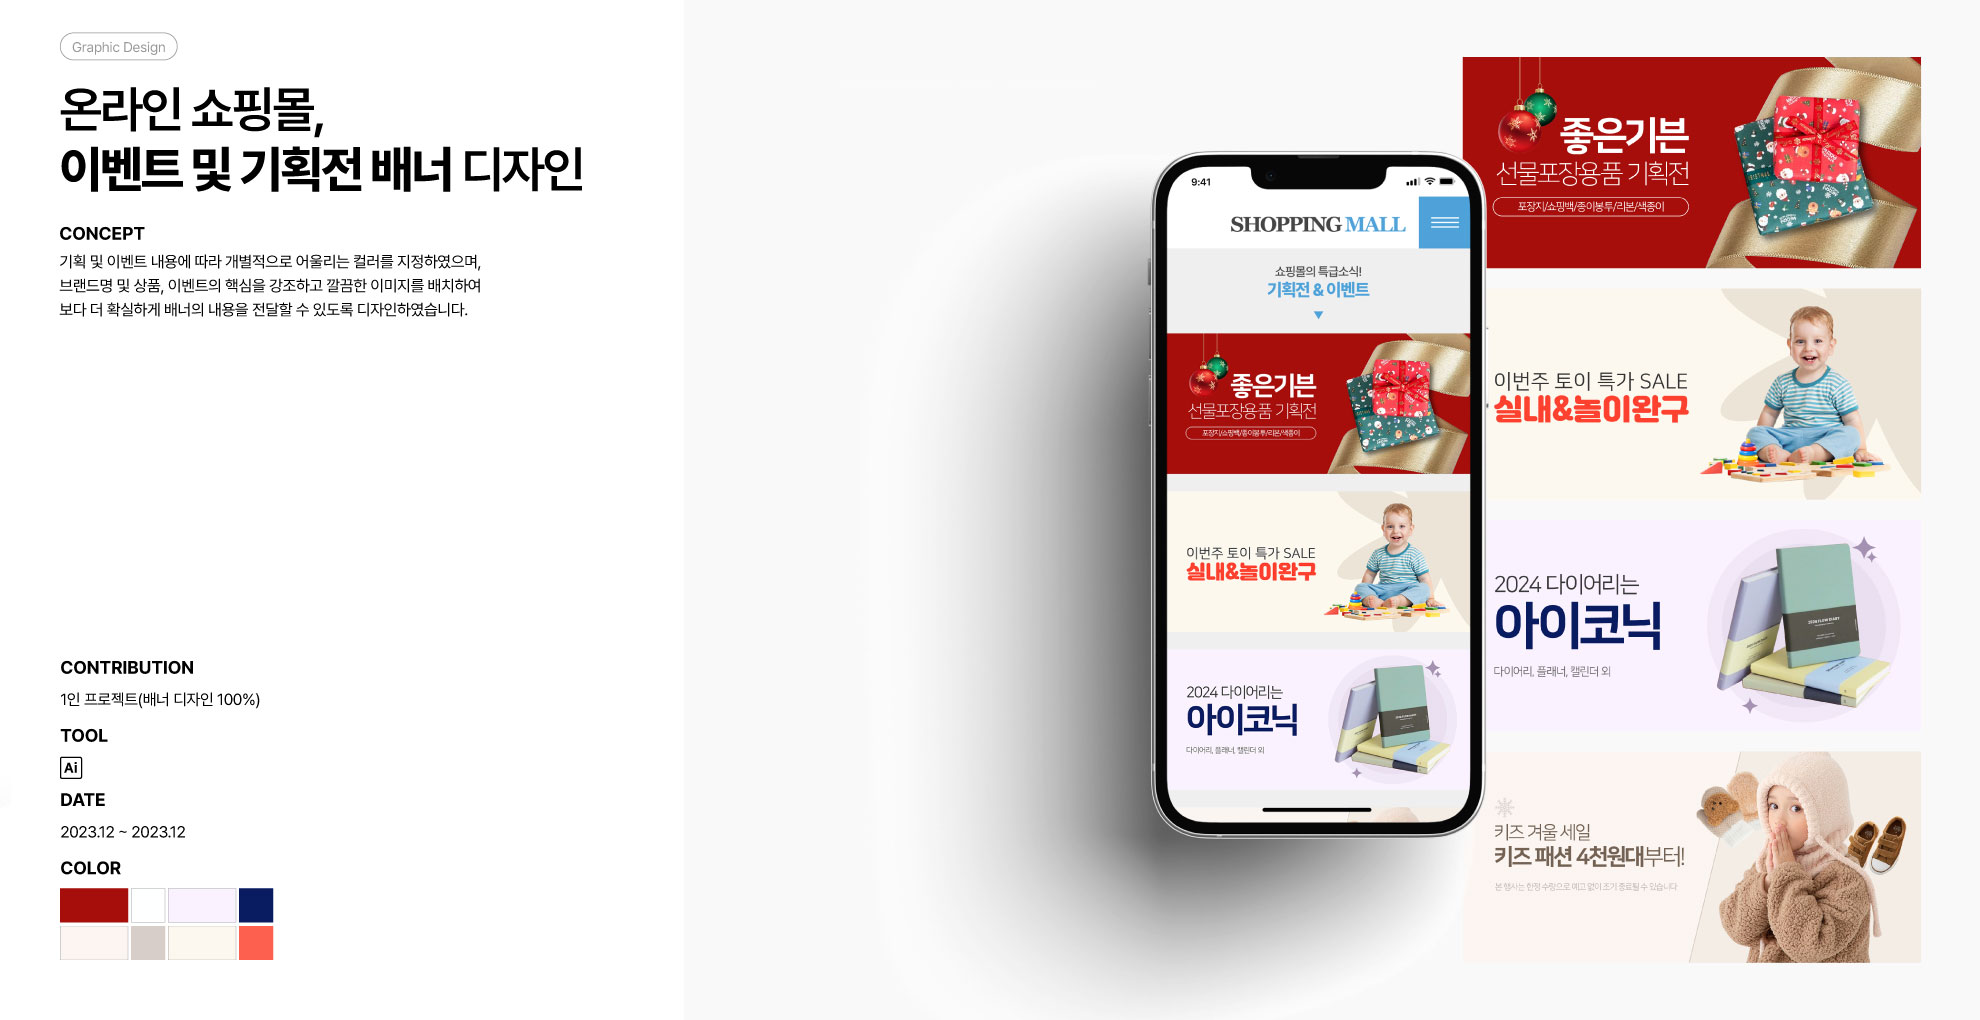 Graphic Design
온라인 쇼핑몰,
이벤트 및 기획전 배너 디자인
CONCEPT
기획 및 이벤트 내용에 따라 개별적으로 어울리는 컬러를 지정하였으며,
브랜드명 및 상품, 이벤트의 핵심을 강조하고 깔끔한 이미지를 배치하여
보다 더 확실하게 배너의 내용을 전달할 수 있도록 디자인하였습니다.
CONTRIBUTION
1인 프로젝트(배너 디자인 100%)
TOOL
Ai
DATE
2023.12 ~ 2023.12
COLOR
9:41
SHOPPING MALL
쇼핑몰의 특급소식!
기획전 & 이벤트
좋은기븐
선물포장용품 기획전
포장지/쇼핑백/종이봉투/리본/색종이
이번주 토이 특가 SALE
실내&놀이완구
2024 다이어리는
아이코닉
다이어리, 플래너, 캘린더 외
좋은기븐
선물포장용품 기획전
포장지/쇼핑백/종이봉투/리본/색종이
이번주 토이 특가 SALE
실내&놀이완구
2024 다이어리는
아이코닉
다이어리, 플래너, 캘린더 외
키즈 겨울 세일
키즈 패션 4천원대부터!
본 행사는 한정 수량으로 예고 없이 조기 종료될 수 있습니다